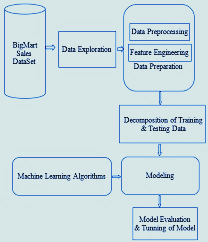 BigMart
Sales
DataSet
Data Exploration
Data Preprocessing
Feature Engineering
Data Preparation
Decomposition of Training
& Testing Data
Machine Learning Algorithms
Modeling
Model Evaluation
& Tunning of Model